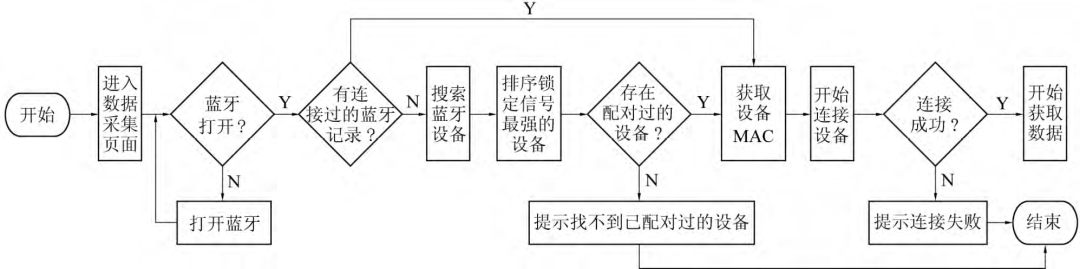 Y
开始
进入
数据
采集
页面
蓝牙
打开？
Y
有连
接过的蓝牙
记录？
N
搜索
蓝牙
设备
排序锁
定信号
最强的
设备
存在
配对过的
设备？
Y
获取
设备
MAC
开始
连接
设备
连接
成功？
Y
开始
获取
数据
N
打开蓝牙
N
提示找不到已配对过的设备
N
提示连接失败
结束